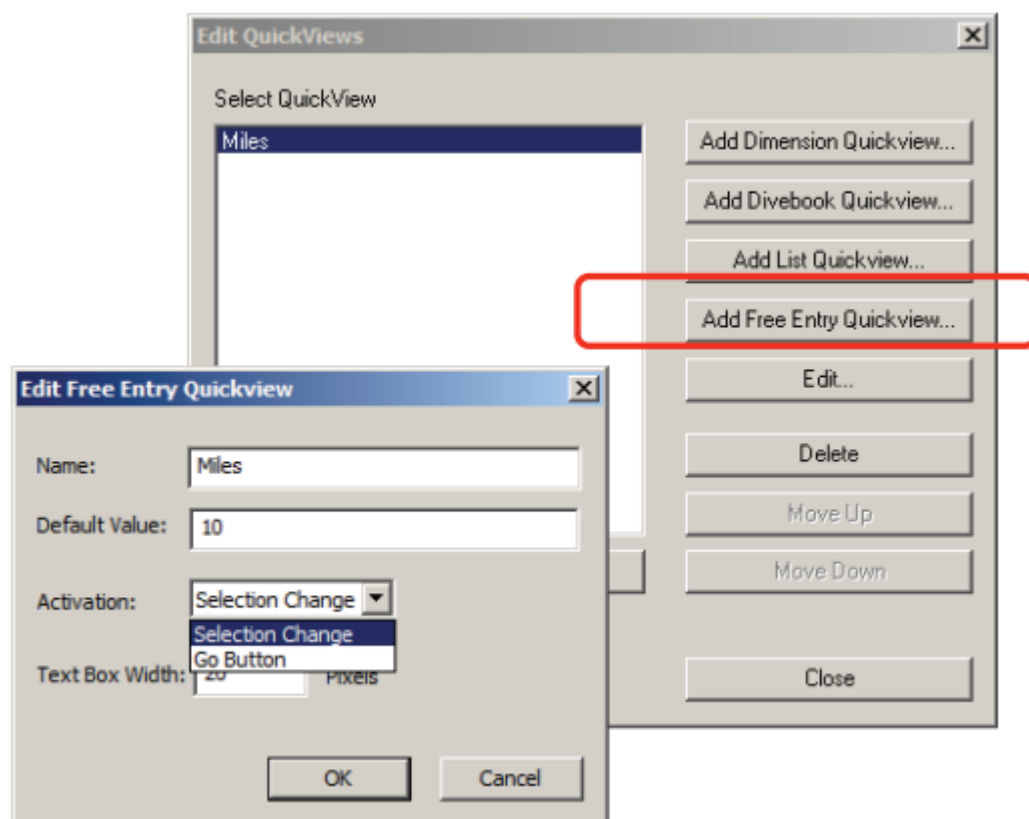 Edit QuickViews
Select QuickView
Miles
Add Dimension Quickview...
Add Divebook Quickview...
Add List Quickview...
Add Free Entry Quickview...
Edit...
Delete
Move Up
Move Down
Close
Edit Free Entry Quickview
Name: Miles
Default Value: 10
Activation: Selection Change
Selection Change
Go Button
Text Box Width: 20 Pixels
OK Cancel